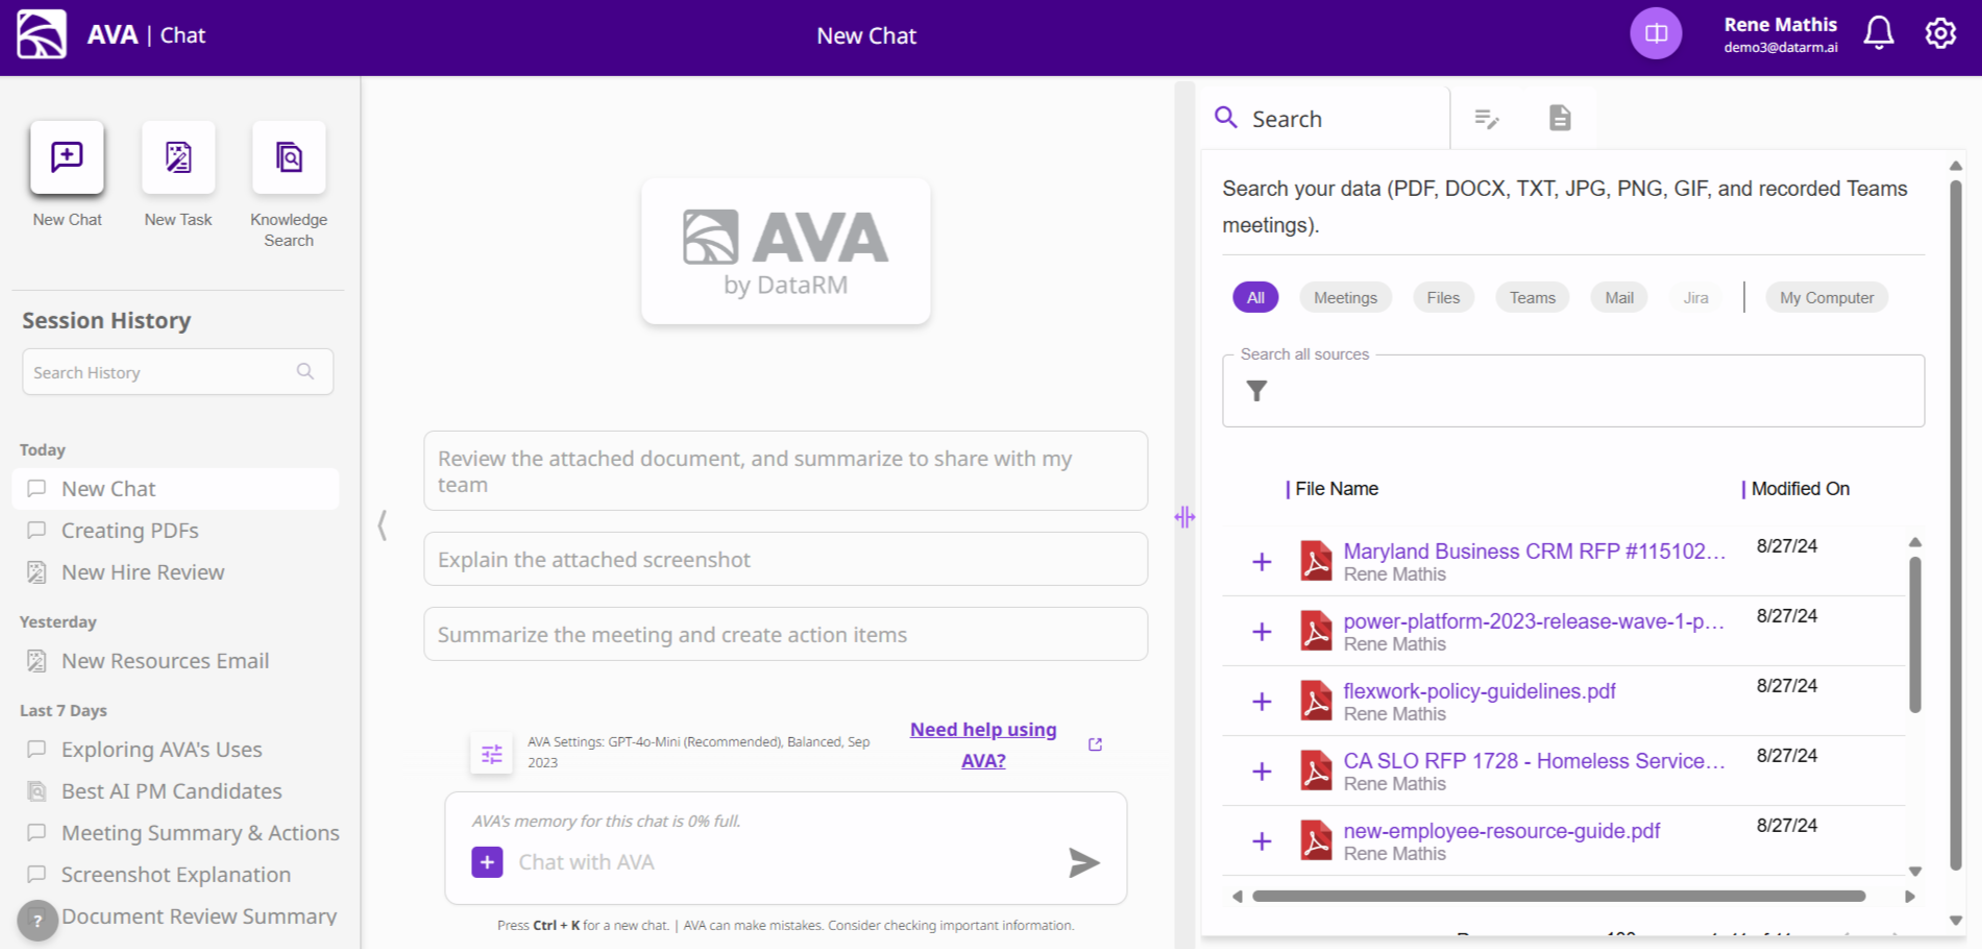 AVA | Chat
New Chat
Rene Mathis
demo3@datarm.ai
New Chat
New Task
Knowledge
Search
Session History
Search History
Today
New Chat
Creating PDFs
New Hire Review
Yesterday
New Resources Email
Last 7 Days
Exploring AVA's Uses
Best AI PM Candidates
Meeting Summary & Actions
Screenshot Explanation
?
Document Review Summary
AVA
by DataRM
Review the attached document, and summarize to share with my
team
Explain the attached screenshot
Summarize the meeting and create action items
AVA Settings: GPT-4o-Mini (Recommended), Balanced, Sep
2023
Need help using
AVA?
AVA's memory for this chat is 0% full.
Chat with AVA
Press Ctrl + K for a new chat. | AVA can make mistakes. Consider checking important information.
Search
Search your data (PDF, DOCX, TXT, JPG, PNG, GIF, and recorded Teams
meetings).
All Meetings Files Teams Mail Jira | My Computer
Search all sources
File Name
Modified On
Maryland Business CRM RFP #115102...
8/27/24
Rene Mathis
power-platform-2023-release-wave-1-p...
8/27/24
Rene Mathis
flexwork-policy-guidelines.pdf
8/27/24
Rene Mathis
CA SLO RFP 1728 - Homeless Service...
8/27/24
Rene Mathis
new-employee-resource-guide.pdf
8/27/24
Rene Mathis